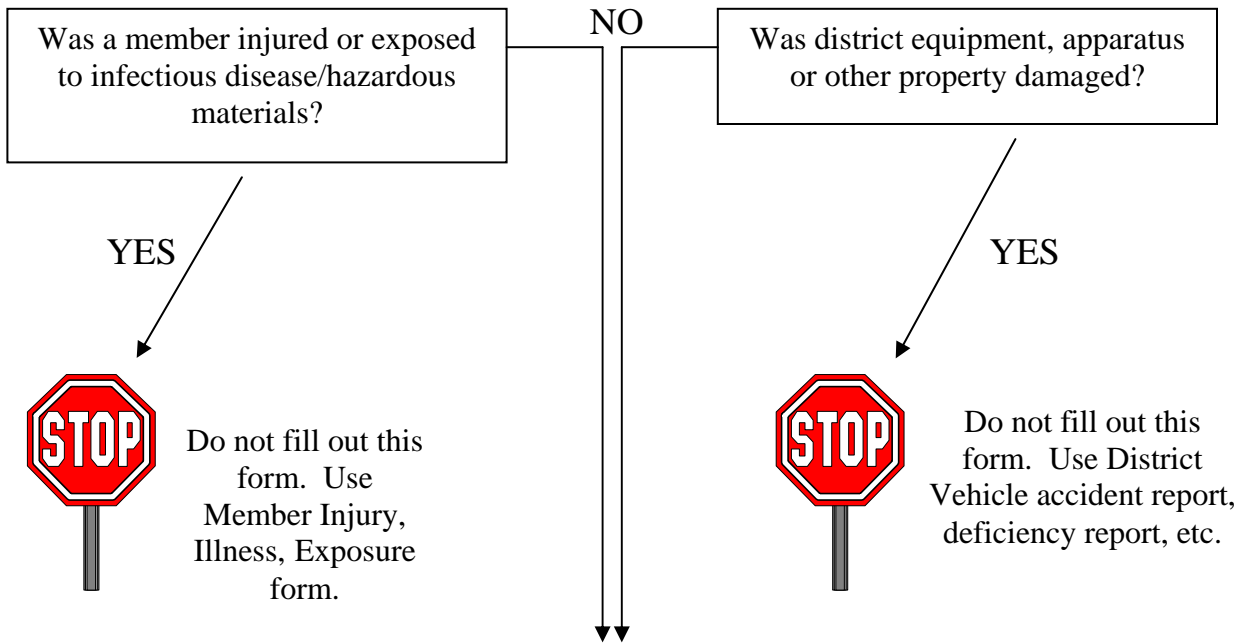 NO
Was a member injured or exposed
to infectious disease/hazardous
materials?
Was district equipment, apparatus
or other property damaged?
YES
YES
STOP
Do not fill out this
form.  Use
Member Injury,
Illness, Exposure
form.
STOP
Do not fill out this
form.  Use District
Vehicle accident report,
deficiency report, etc.